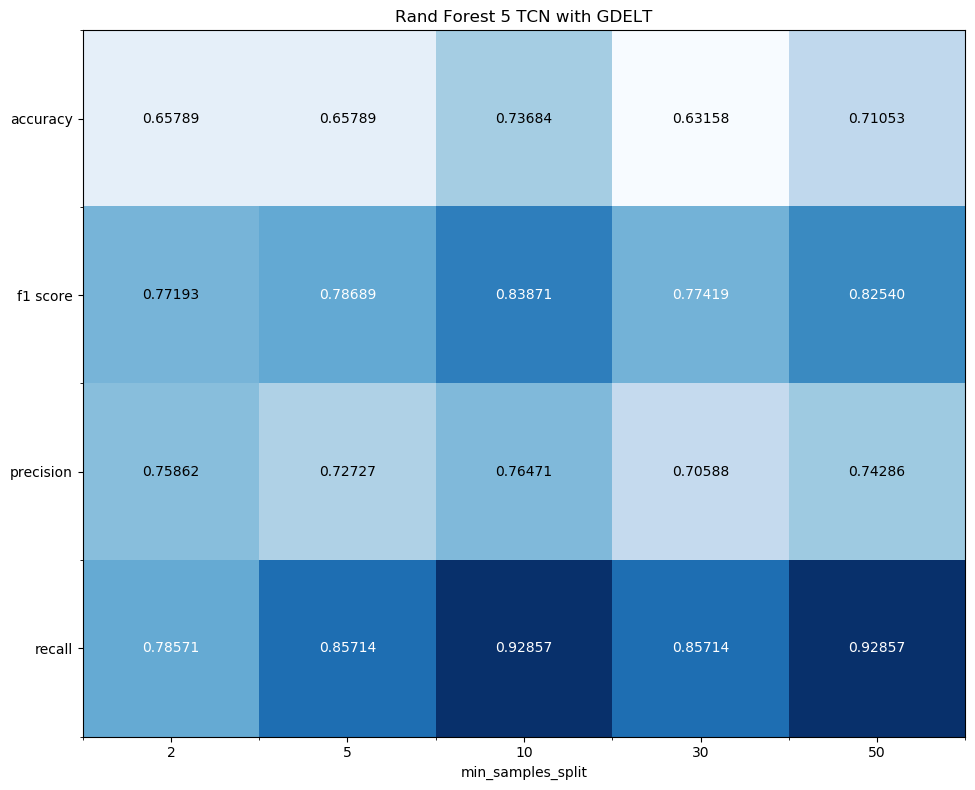 Rand Forest 5 TCN with GDELT
accuracy 0.65789 0.65789 0.73684 0.63158 0.71053
f1 score 0.77193 0.78689 0.83871 0.77419 0.82540
precision 0.75862 0.72727 0.76471 0.70588 0.74286
recall 0.78571 0.85714 0.92857 0.85714 0.92857
2 5 10 30 50
min_samples_split